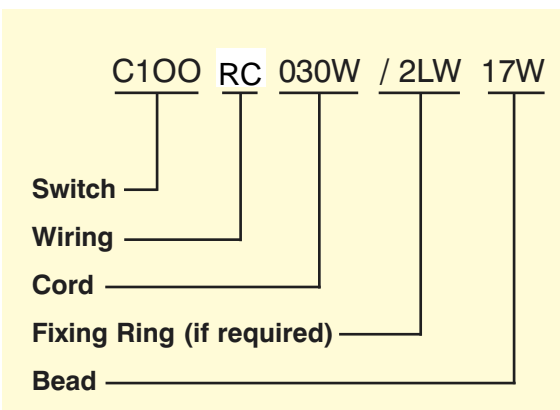 C1OO RC 030W / 2LW 17W
Switch
Wiring
Cord
Fixing Ring (if required)
Bead